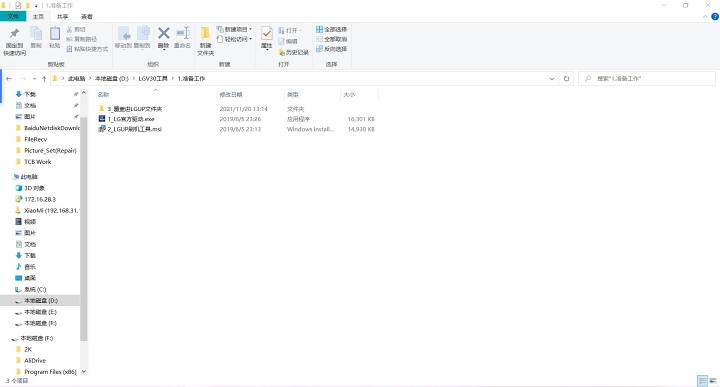 1.准备工作
文件 主页 共享 查看
固定到快速访问 复制 粘贴 剪切 复制路径 粘贴快捷方式 移动到 复制到 删除 重命名 新建文件夹 新建项目 轻松访问 属性 打开 编辑 历史记录 全部选择 全部取消 反向选择
剪贴板 组织 新建 打开 选择
此电脑 > 本地磁盘 (D:) > LGV30工具 > 1.准备工作 搜索"1.准备工作"
名称 修改日期 类型 大小
3_覆盖进LGUP文件夹 2021/11/20 13:14 文件夹
1_LG官方驱动.exe 2019/6/5 23:26 应用程序 16,301 KB
2_LGUP刷机工具.msi 2019/6/5 23:13 Windows Install... 14,930 KB
下载
文档
图片
BaiduNetdiskDownlo
FileRecv
Picture_Set(Repair)
TCB Work
此电脑
3D 对象
172.16.28.3
XiaoMi (192.168.31.
视频
图片
文档
下载
音乐
桌面
系统 (C:)
本地磁盘 (D:)
本地磁盘 (E:)
本地磁盘 (F:)
本地磁盘 (F:)
2K
AliDrive
Program Files (x86)
3 个项目